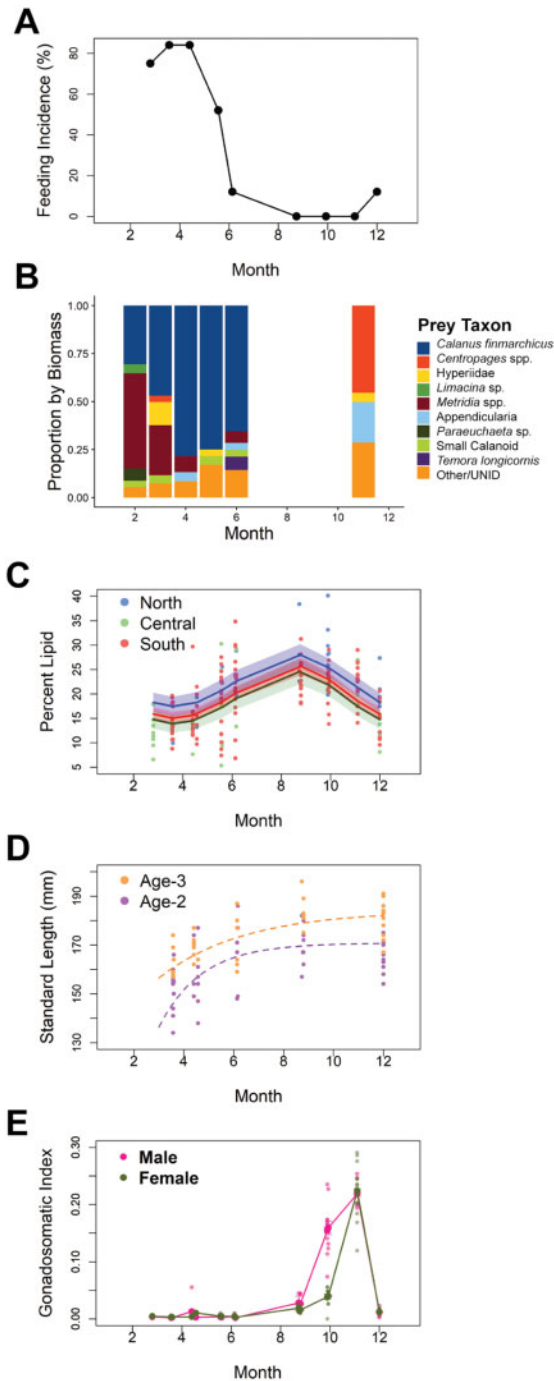 A
Feeding Incidence (%)
80
60
40
20
0
2 4 6 8 10 12
Month
B
Proportion by Biomass
1.00
0.75
0.50
0.25
0.00
2 4 6 8 10 12
Month
Prey Taxon
Calanus finmarchicus
Centropages spp.
Hyperiidae
Limacina sp.
Metridia spp.
Appendicularia
Paraeuchaeta sp.
Small Calanoid
Temora longicornis
Other/UNID
C
North
Central
South
Percent Lipid
40
35
30
25
20
15
10
5
2 4 6 8 10 12
Month
D
Age-3
Age-2
Standard Length (mm)
190
170
150
130
2 4 6 8 10 12
Month
E
Male
Female
Gonadosomatic Index
0.30
0.20
0.10
0.00
2 4 6 8 10 12
Month